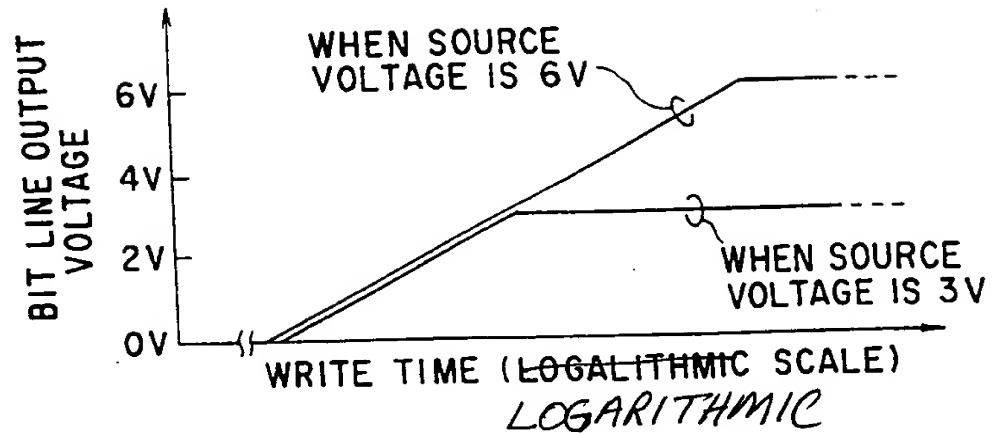 WHEN SOURCE
VOLTAGE IS 6V
BIT LINE OUTPUT
VOLTAGE
6V
4V
2V
0V
WHEN SOURCE
VOLTAGE IS 3V
WRITE TIME (LOGALITHMIC SCALE)
LOGARITHMIC